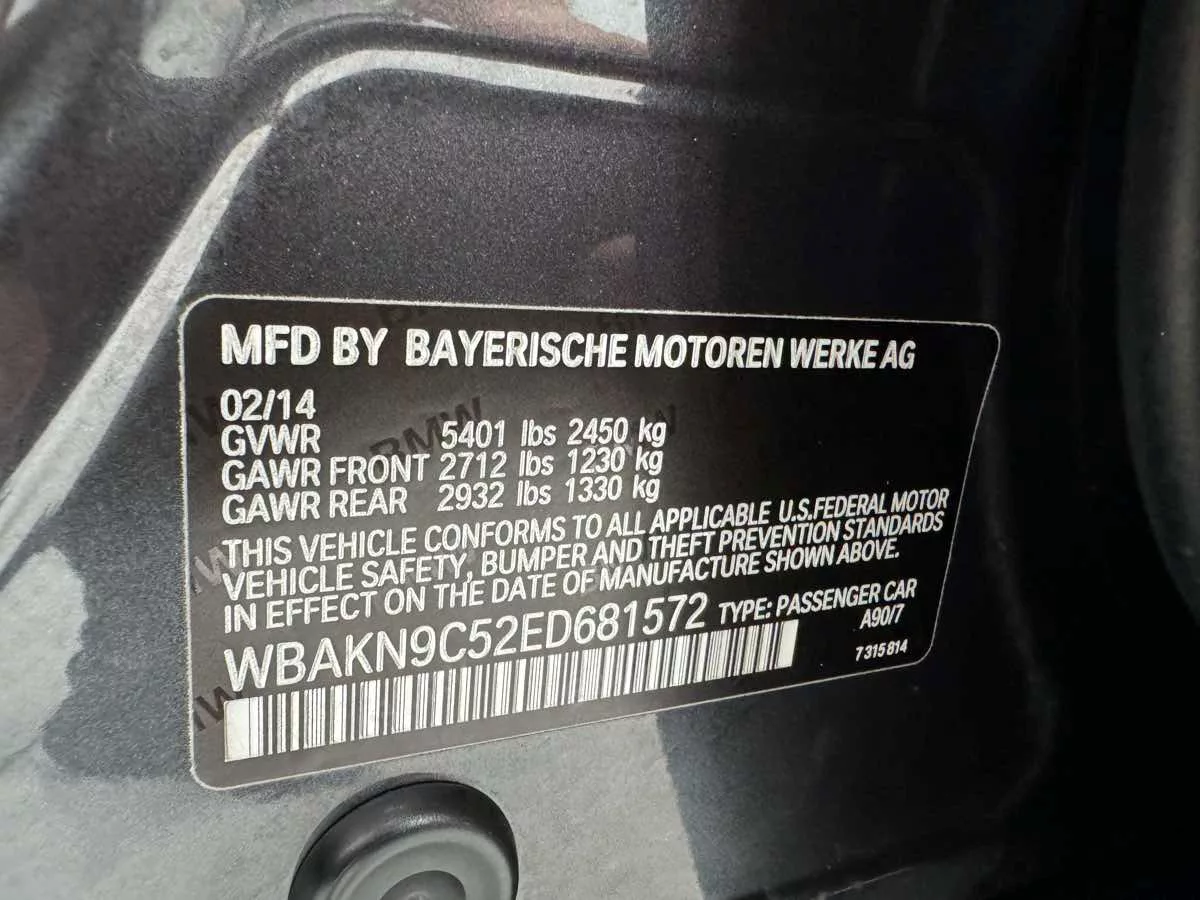 MFD BY BAYERISCHE MOTOREN WERKE AG
02/14
GVWR 5401 lbs 2450 kg
GAWR FRONT 2712 lbs 1230 kg
GAWR REAR 2932 lbs 1330 kg
THIS VEHICLE CONFORMS TO ALL APPLICABLE U.S.FEDERAL MOTOR
VEHICLE SAFETY, BUMPER AND THEFT PREVENTION STANDARDS
IN EFFECT ON THE DATE OF MANUFACTURE SHOWN ABOVE.
WBAKN9C52ED681572 TYPE: PASSENGER CAR
A90/7
7 315 814
BMW